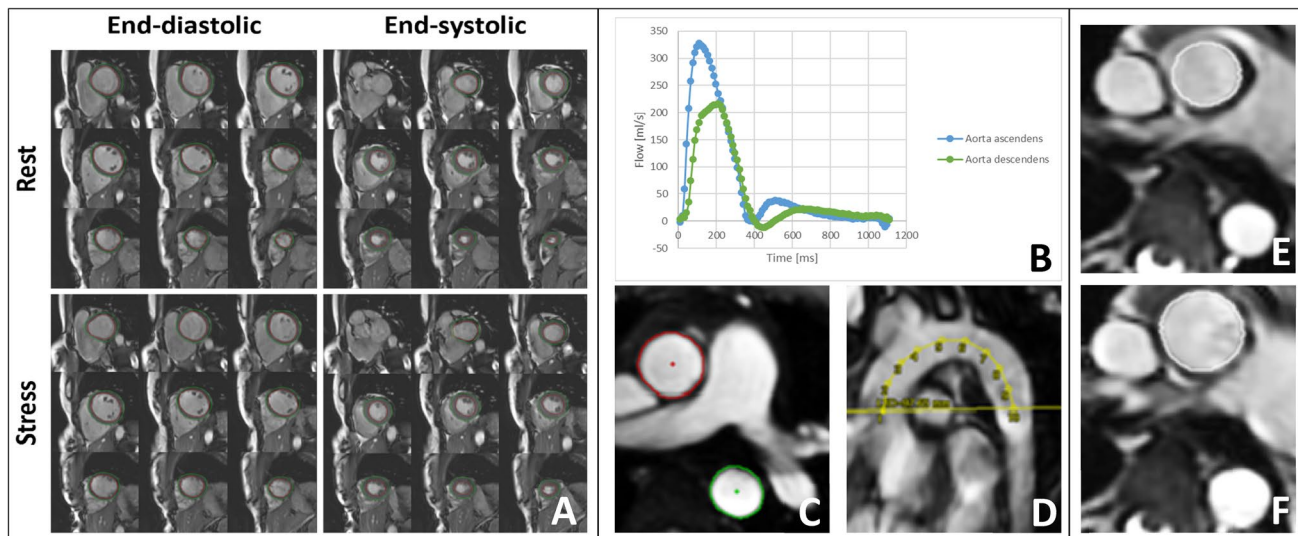 End-diastolic
End-systolic
Rest
Stress
A
350
300
250
200
150
100
50
0
-50
Flow [ml/s]
0
200
400
600
800
1000
1200
Time [ms]
Aorta ascendens
Aorta descendens
B
C
D
E
F